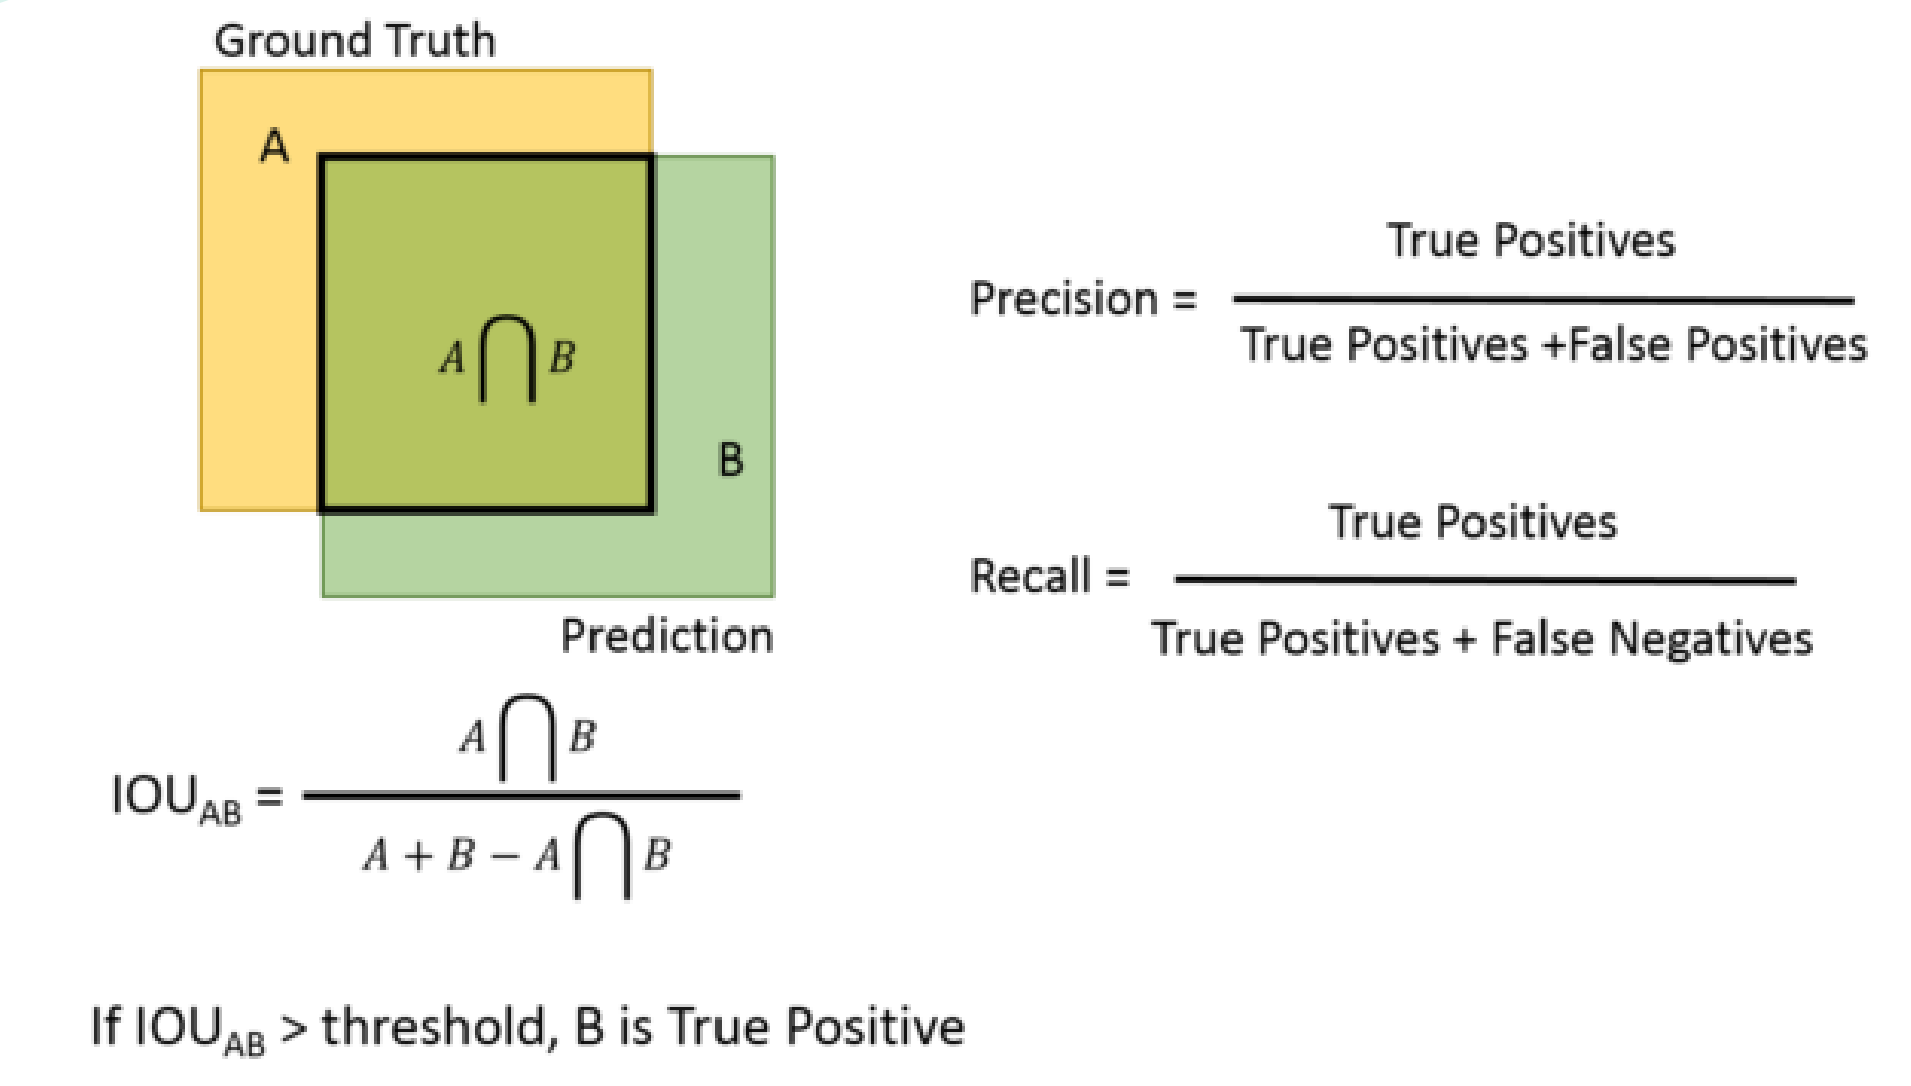 Ground Truth
A
A ⋂ B
B
Prediction
IOU_AB =
A ⋂ B
A + B − A ⋂ B
If IOU_AB > threshold, B is True Positive
True Positives
Precision =
True Positives +False Positives
True Positives
Recall =
True Positives + False Negatives